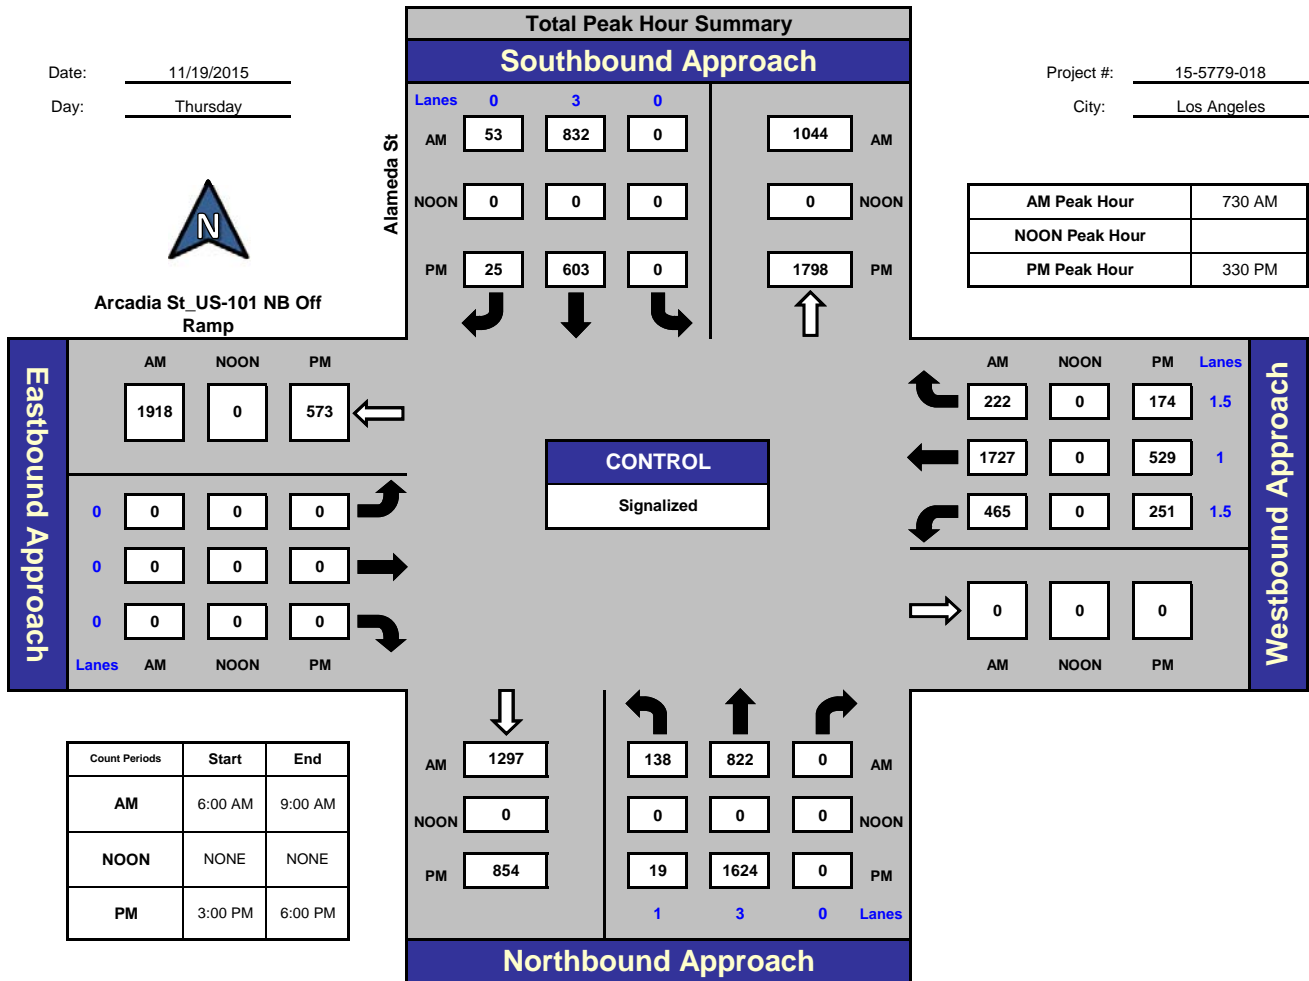 Total Peak Hour Summary
Southbound Approach
Date: 11/19/2015
Day: Thursday
Project #: 15-5779-018
City: Los Angeles
N
Arcadia St_US-101 NB Off
Ramp
Alameda St
Lanes 0 3 0
AM 53 832 0 1044 AM
NOON 0 0 0 0 NOON
PM 25 603 0 1798 PM
AM Peak Hour 730 AM
NOON Peak Hour
PM Peak Hour 330 PM
Eastbound Approach
AM NOON PM
1918 0 573
0 0 0 0
0 0 0 0
0 0 0 0
Lanes AM NOON PM
CONTROL
Signalized
AM NOON PM Lanes
222 0 174 1.5
1727 0 529 1
465 0 251 1.5
0 0 0
AM NOON PM
Westbound Approach
Count Periods Start End
AM 6:00 AM 9:00 AM
NOON NONE NONE
PM 3:00 PM 6:00 PM
AM 1297 138 822 0 AM
NOON 0 0 0 0 NOON
PM 854 19 1624 0 PM
1 3 0 Lanes
Northbound Approach